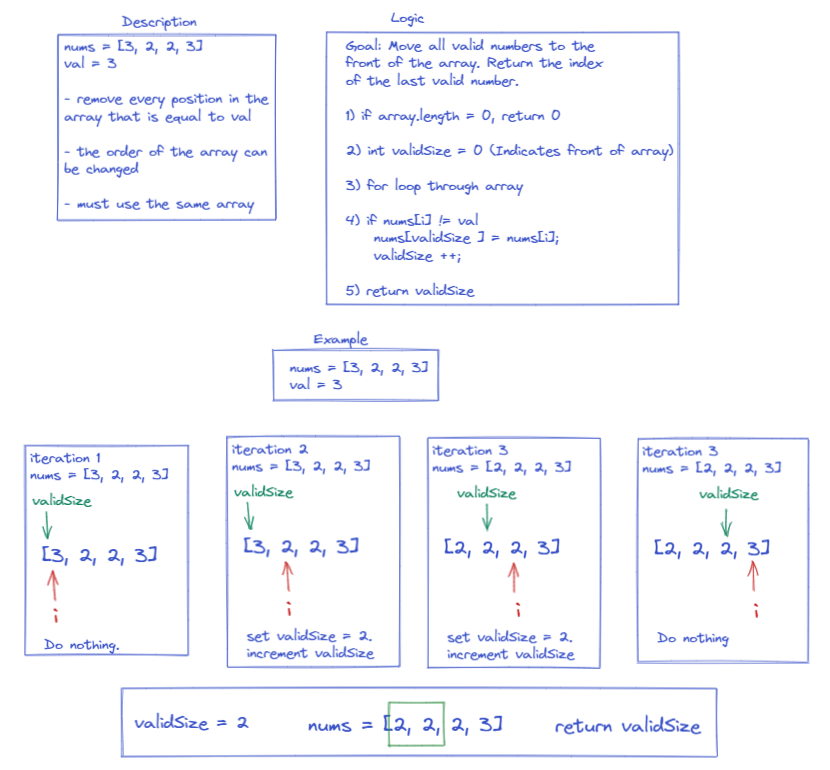 Description
nums = [3, 2, 2, 3]
val = 3
- remove every position in the
array that is equal to val
- the order of the array can
be changed
- must use the same array
Logic
Goal: Move all valid numbers to the
front of the array. Return the index
of the last valid number.
1) if array.length = 0, return 0
2) int validSize = 0 (Indicates front of array)
3) for loop through array
4) if nums[i] != val
nums[validSize ] = nums[i];
validSize ++;
5) return validSize
Example
nums = [3, 2, 2, 3]
val = 3
iteration 1
nums = [3, 2, 2, 3]
validSize
[3, 2, 2, 3]
i
Do nothing.
iteration 2
nums = [3, 2, 2, 3]
validSize
[3, 2, 2, 3]
i
set validSize = 2.
increment validSize
iteration 3
nums = [2, 2, 2, 3]
validSize
[2, 2, 2, 3]
i
set validSize = 2.
increment validSize
iteration 3
nums = [2, 2, 2, 3]
validSize
[2, 2, 2, 3]
i
Do nothing
validSize = 2
nums = [2, 2, 2, 3]
return validSize